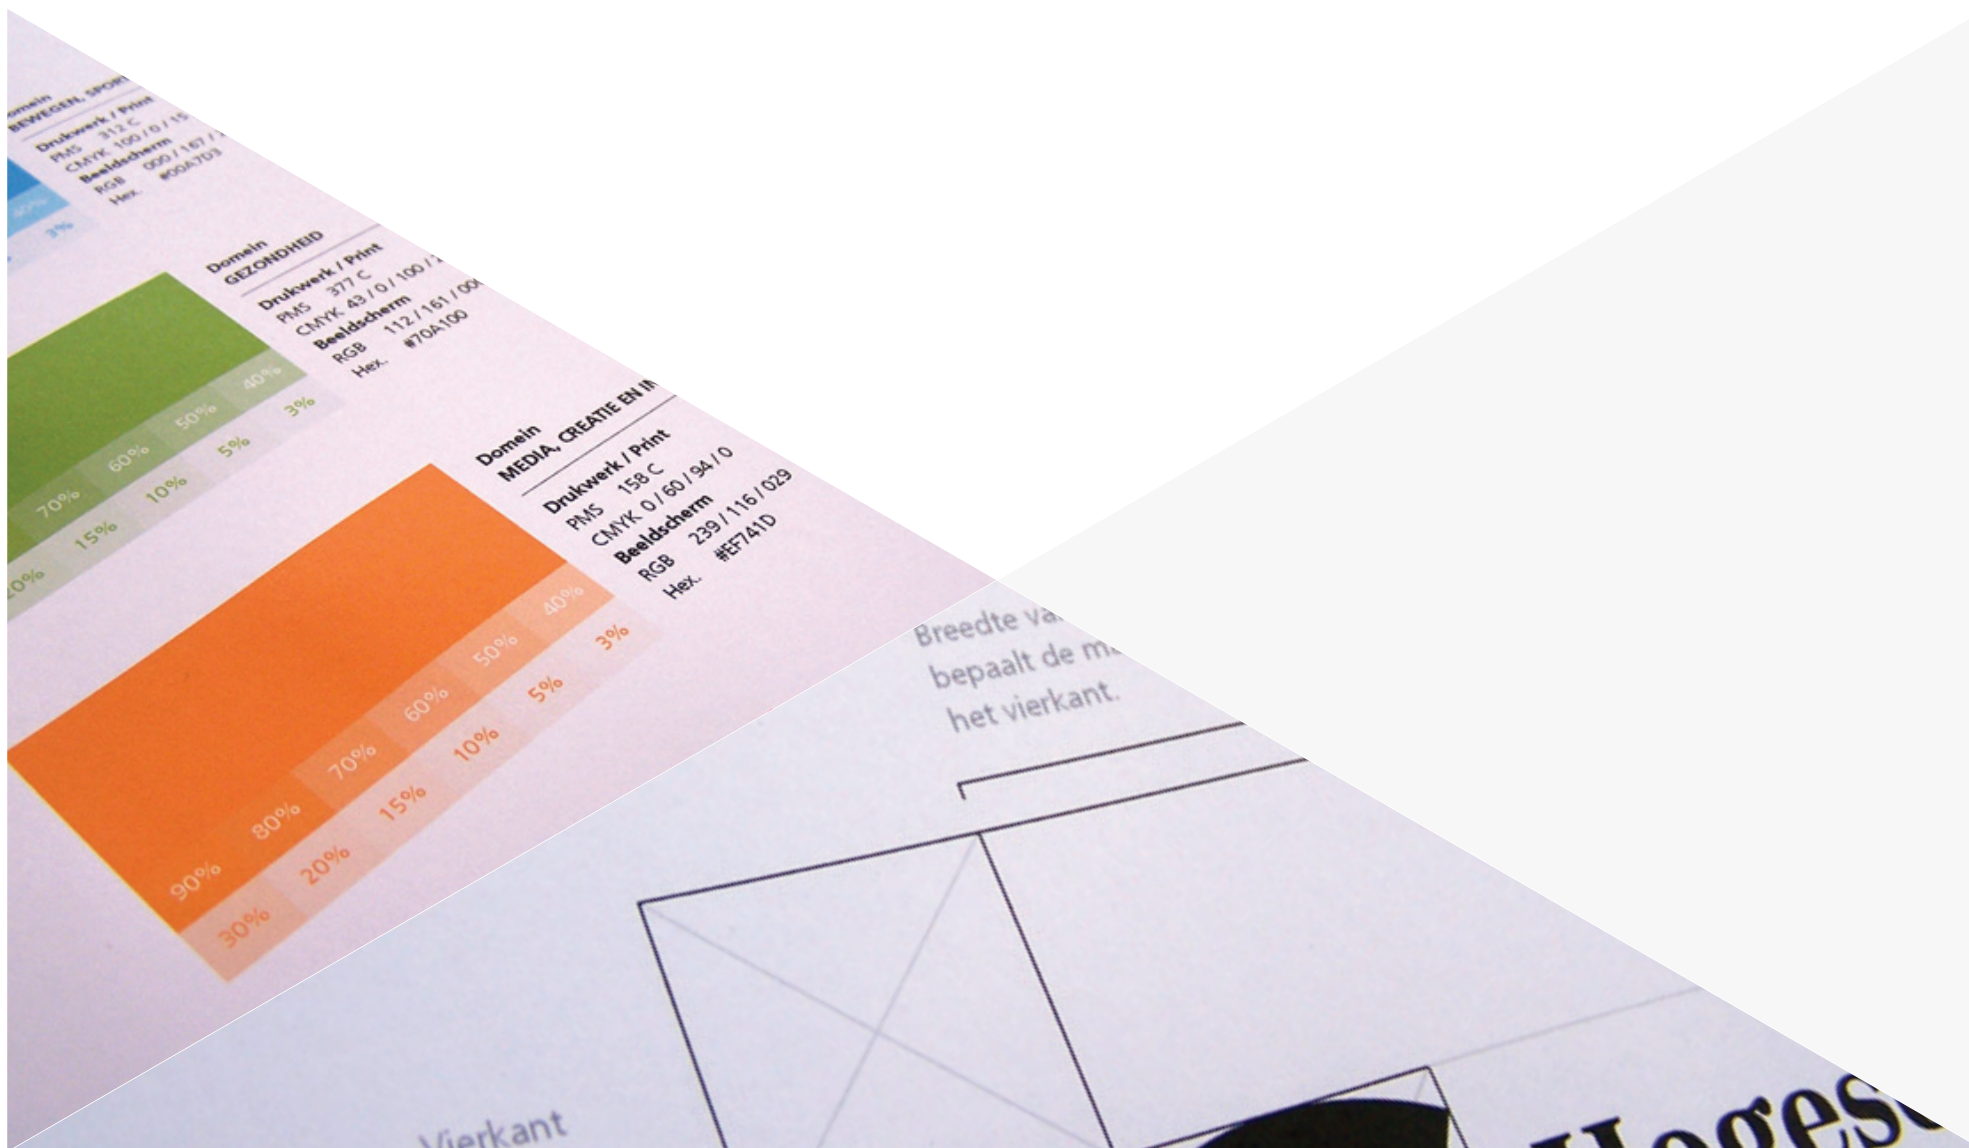 BEWEGEN, SPORT
Drukwerk / Print
PMS 312 C
CMYK 100 / 0 / 15
Beeldscherm
RGB 000 / 167 /
Hex. #00A7D3
40%
3%
Domein
GEZONDHEID
Drukwerk / Print
PMS 377 C
CMYK 43 / 0 / 100 /
Beeldscherm
RGB 112 / 161 / 000
Hex. #70A100
70% 60% 50% 40%
20% 15% 10% 5% 3%
Domein
MEDIA, CREATIE EN
Drukwerk / Print
PMS 158 C
CMYK 0 / 60 / 94 / 0
Beeldscherm
RGB 239 / 116 / 029
Hex. #EF741D
90% 80% 70% 60% 50% 40%
30% 20% 15% 10% 5% 3%
Breedte
bepaalt de
het vierkant.
Vierkant